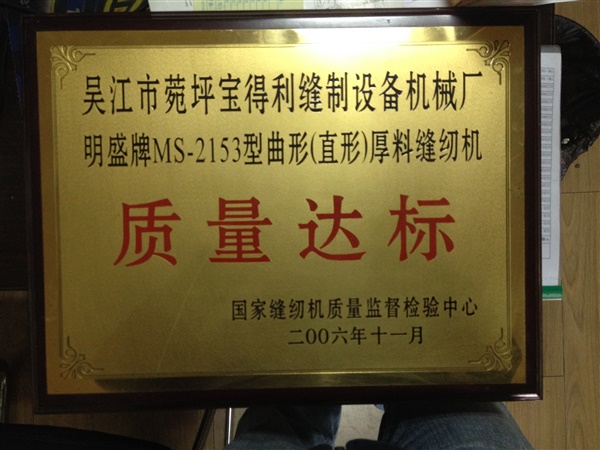 吴江市菀坪宝得利缝制设备机械厂
明盛牌MS-2153型曲形(直形)厚料缝纫机
质量达标
国家缝纫机质量监督检验中心
二00六年十一月